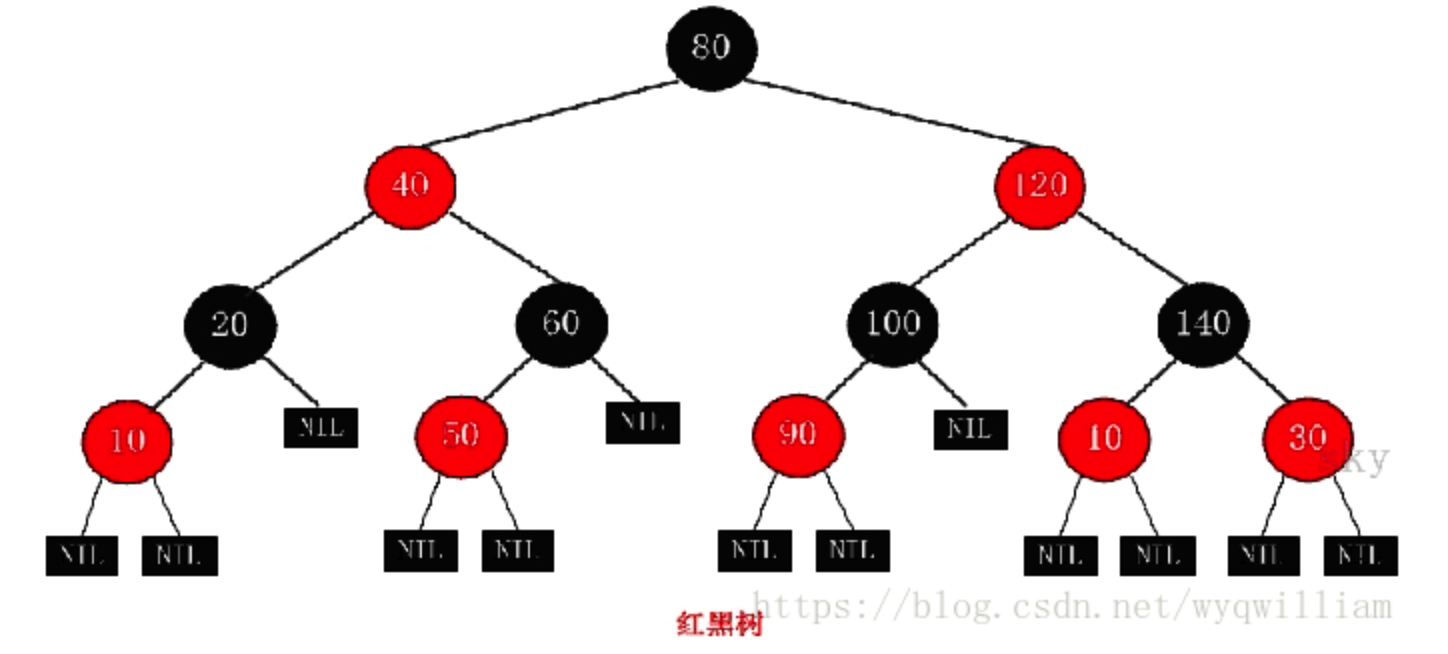 80
40 120
20 60 100 140
10 NIL 50 NIL 90 NIL 10 30
sky
NIL NIL NIL NIL NIL NIL NIL NIL NIL NIL
https://blog.csdn.net/wyqwilliam
红黑树